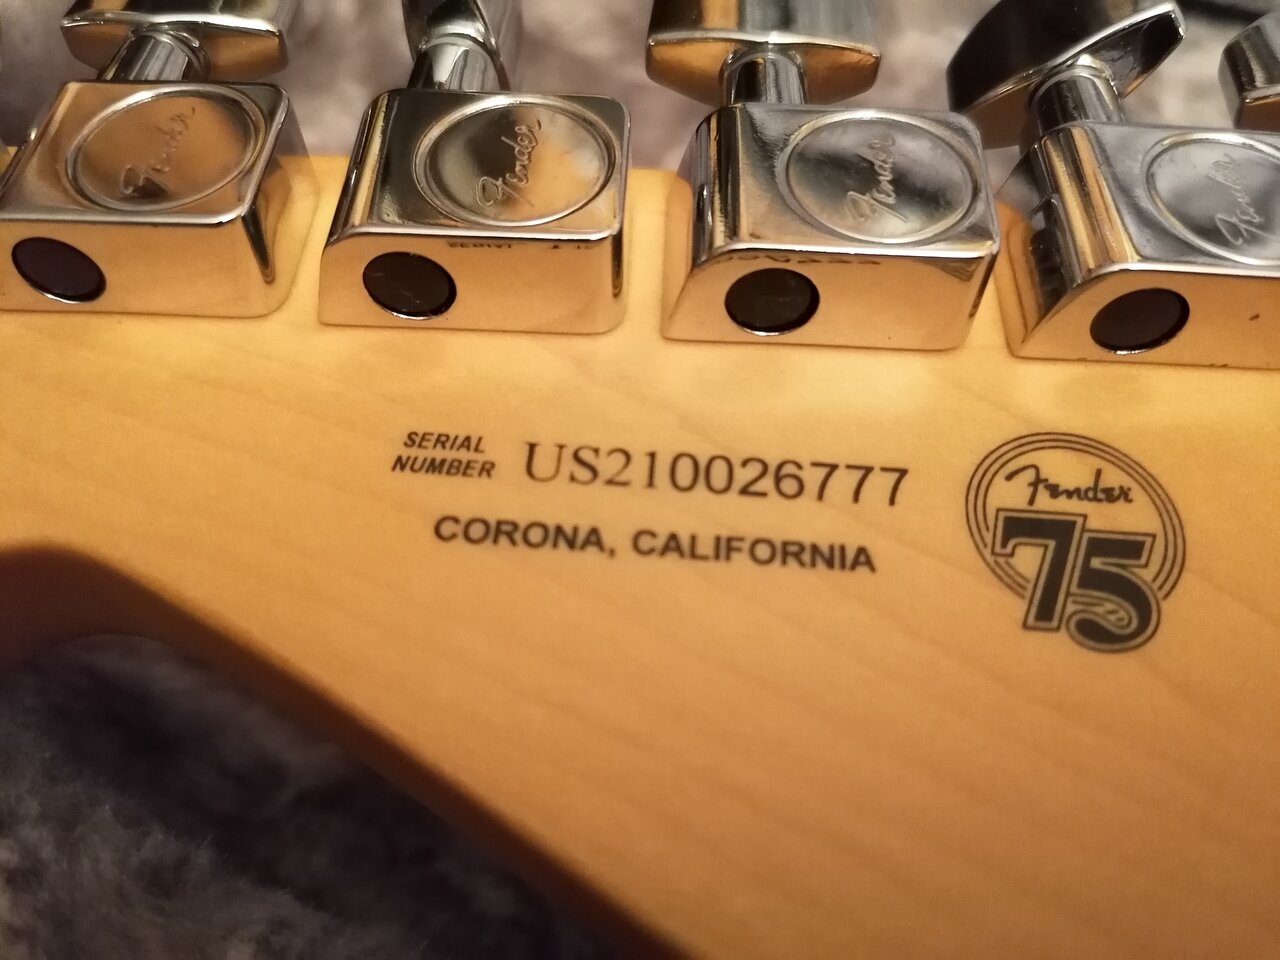 Fender
Fender
Fender
Fender
SERIAL
NUMBER
US210026777
CORONA, CALIFORNIA
Fender
75